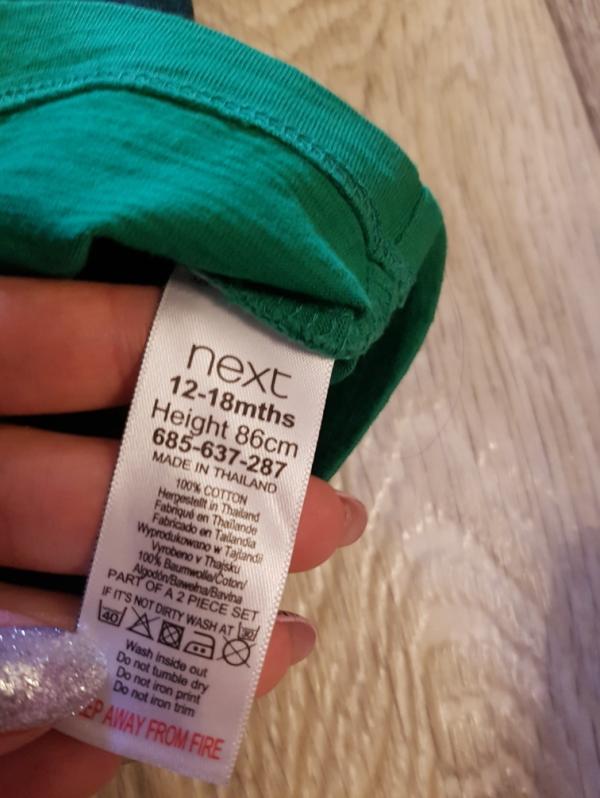 next
12-18mths
Height 86cm
685-637-287
MADE IN THAILAND
100% COTTON
Hergestellt in Thailand
Fabriqué en Thaïlande
Fabricado en Tailandia
Wyprodukowano w Tajlandii
Vyrobeno v Thajsku
100% Baumwolle/Coton/
Algodón/Bawełna/Bavlna
PART OF A 2 PIECE SET
IF IT'S NOT DIRTY WASH AT 30
40
Wash inside out
Do not tumble dry
Do not iron print
Do not iron trim
EP AWAY FROM FIRE